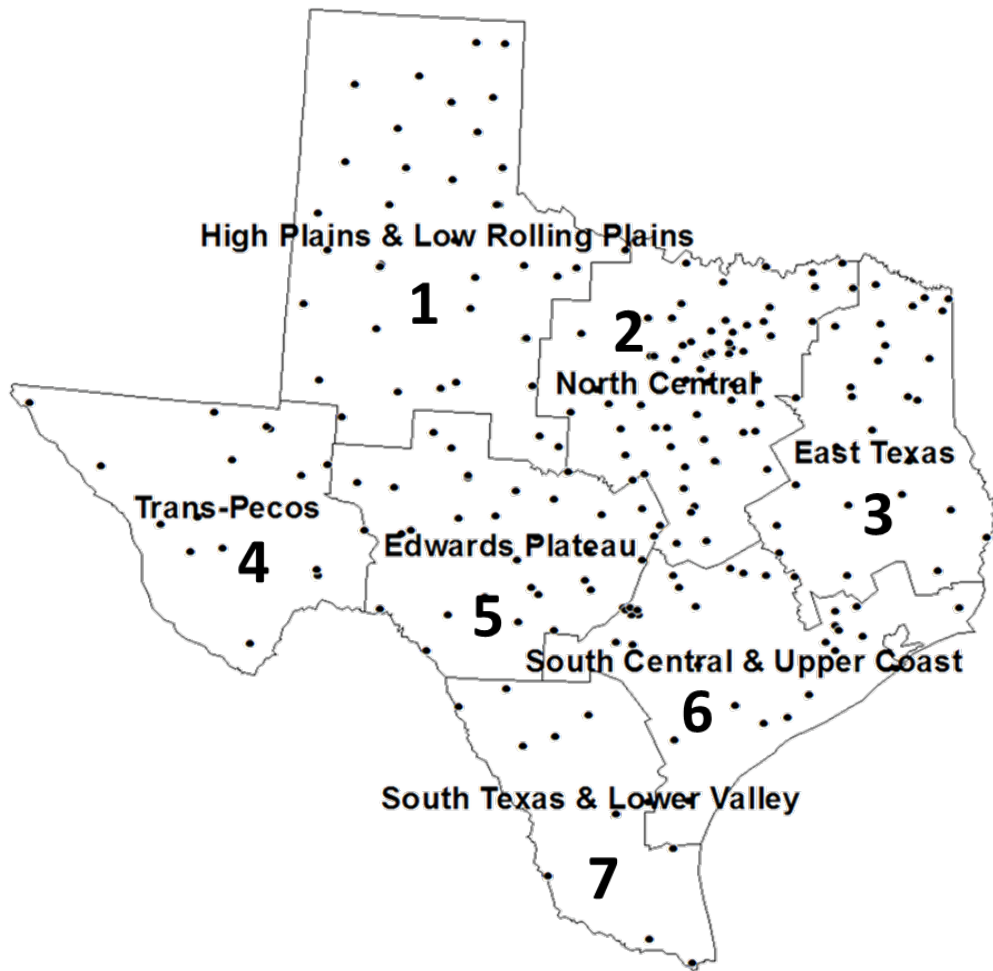 High Plains & Low Rolling Plains
1
2
North Central
East Texas
3
Trans-Pecos
4
Edwards Plateau
5
South Central & Upper Coast
6
South Texas & Lower Valley
7